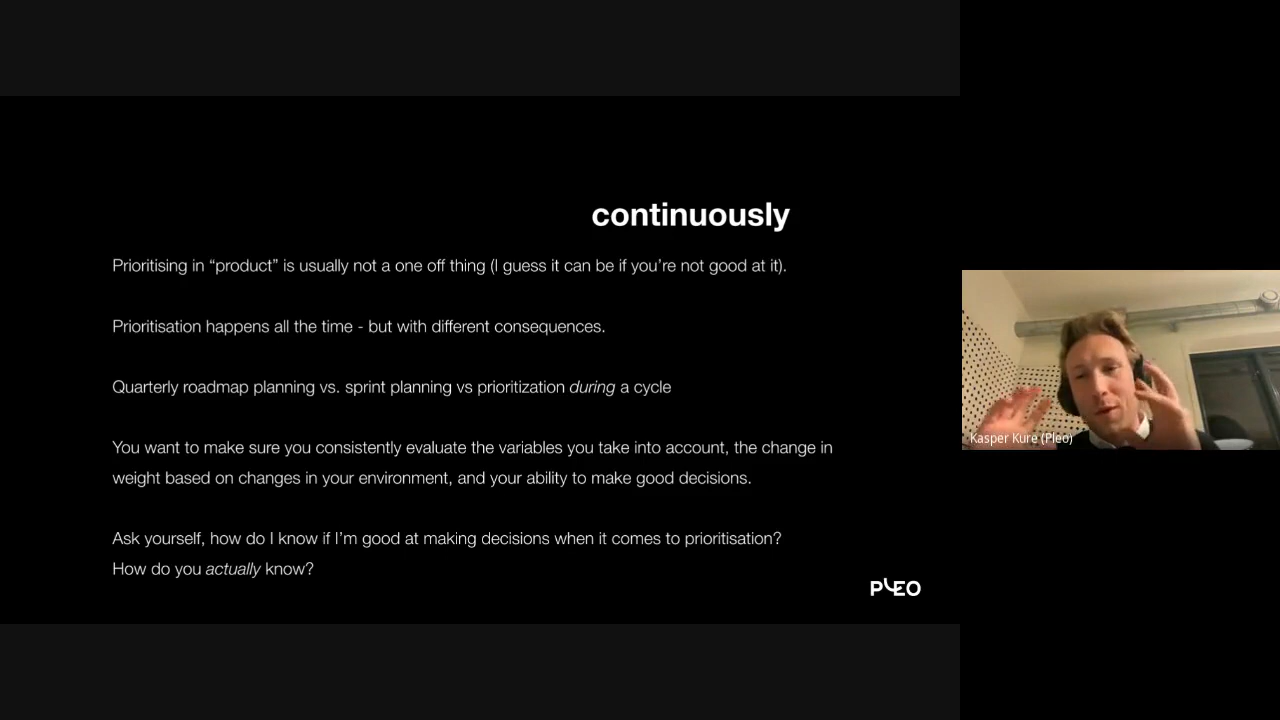 continuously
Prioritising in “product” is usually not a one off thing (I guess it can be if you’re not good at it).
Prioritisation happens all the time - but with different consequences.
Quarterly roadmap planning vs. sprint planning vs prioritization during a cycle
You want to make sure you consistently evaluate the variables you take into account, the change in
weight based on changes in your environment, and your ability to make good decisions.
Ask yourself, how do I know if I’m good at making decisions when it comes to prioritisation?
How do you actually know?
PLEO
Kasper Kure (Pleo)